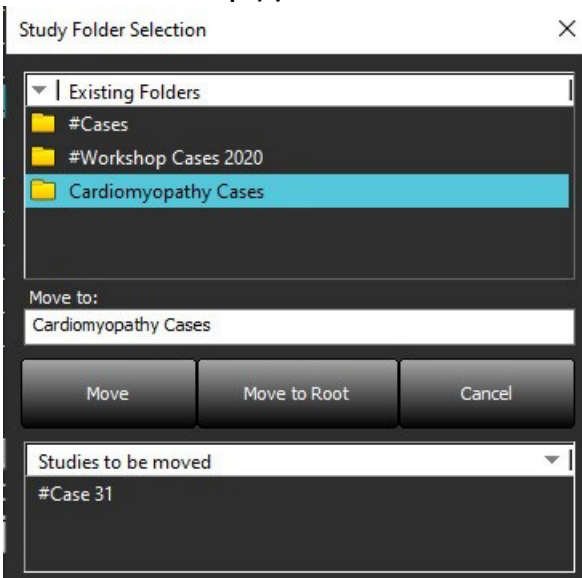 Study Folder Selection
Existing Folders
#Cases
#Workshop Cases 2020
Cardiomyopathy Cases
Move to:
Cardiomyopathy Cases
Move Move to Root Cancel
Studies to be moved
#Case 31